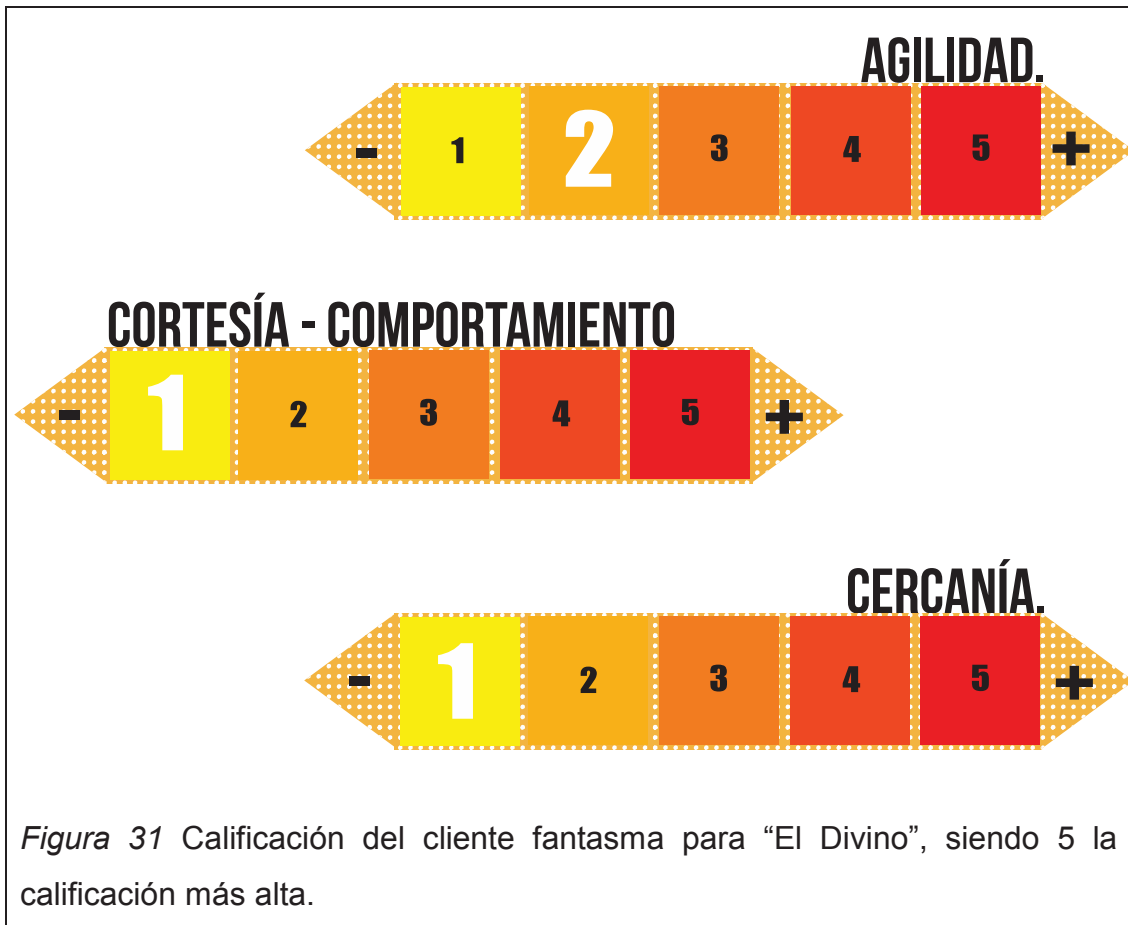 AGILIDAD.
- 1 2 3 4 5 +
CORTESÍA - COMPORTAMIENTO
- 1 2 3 4 5 +
CERCANÍA.
- 1 2 3 4 5 +
Figura 31 Calificación del cliente fantasma para “El Divino”, siendo 5 la
calificación más alta.